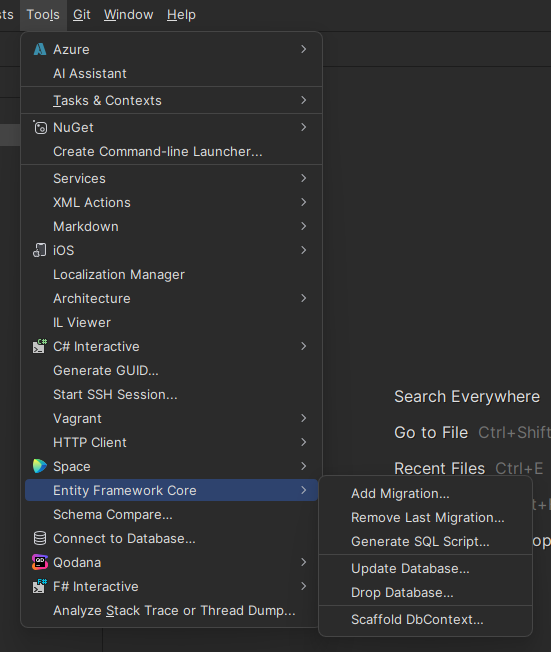 Tools Git Window Help
Azure
AI Assistant
Tasks & Contexts
NuGet
Create Command-line Launcher...
Services
XML Actions
Markdown
iOS
Localization Manager
Architecture
IL Viewer
C# Interactive
Generate GUID...
Start SSH Session...
Vagrant
HTTP Client
Space
Entity Framework Core
Schema Compare...
Connect to Database...
Qodana
F# Interactive
Analyze Stack Trace or Thread Dump...
Add Migration...
Remove Last Migration...
Generate SQL Script...
Update Database...
Drop Database...
Scaffold DbContext...
Search Everywhere
Go to File Ctrl+Shift
Recent Files Ctrl+E